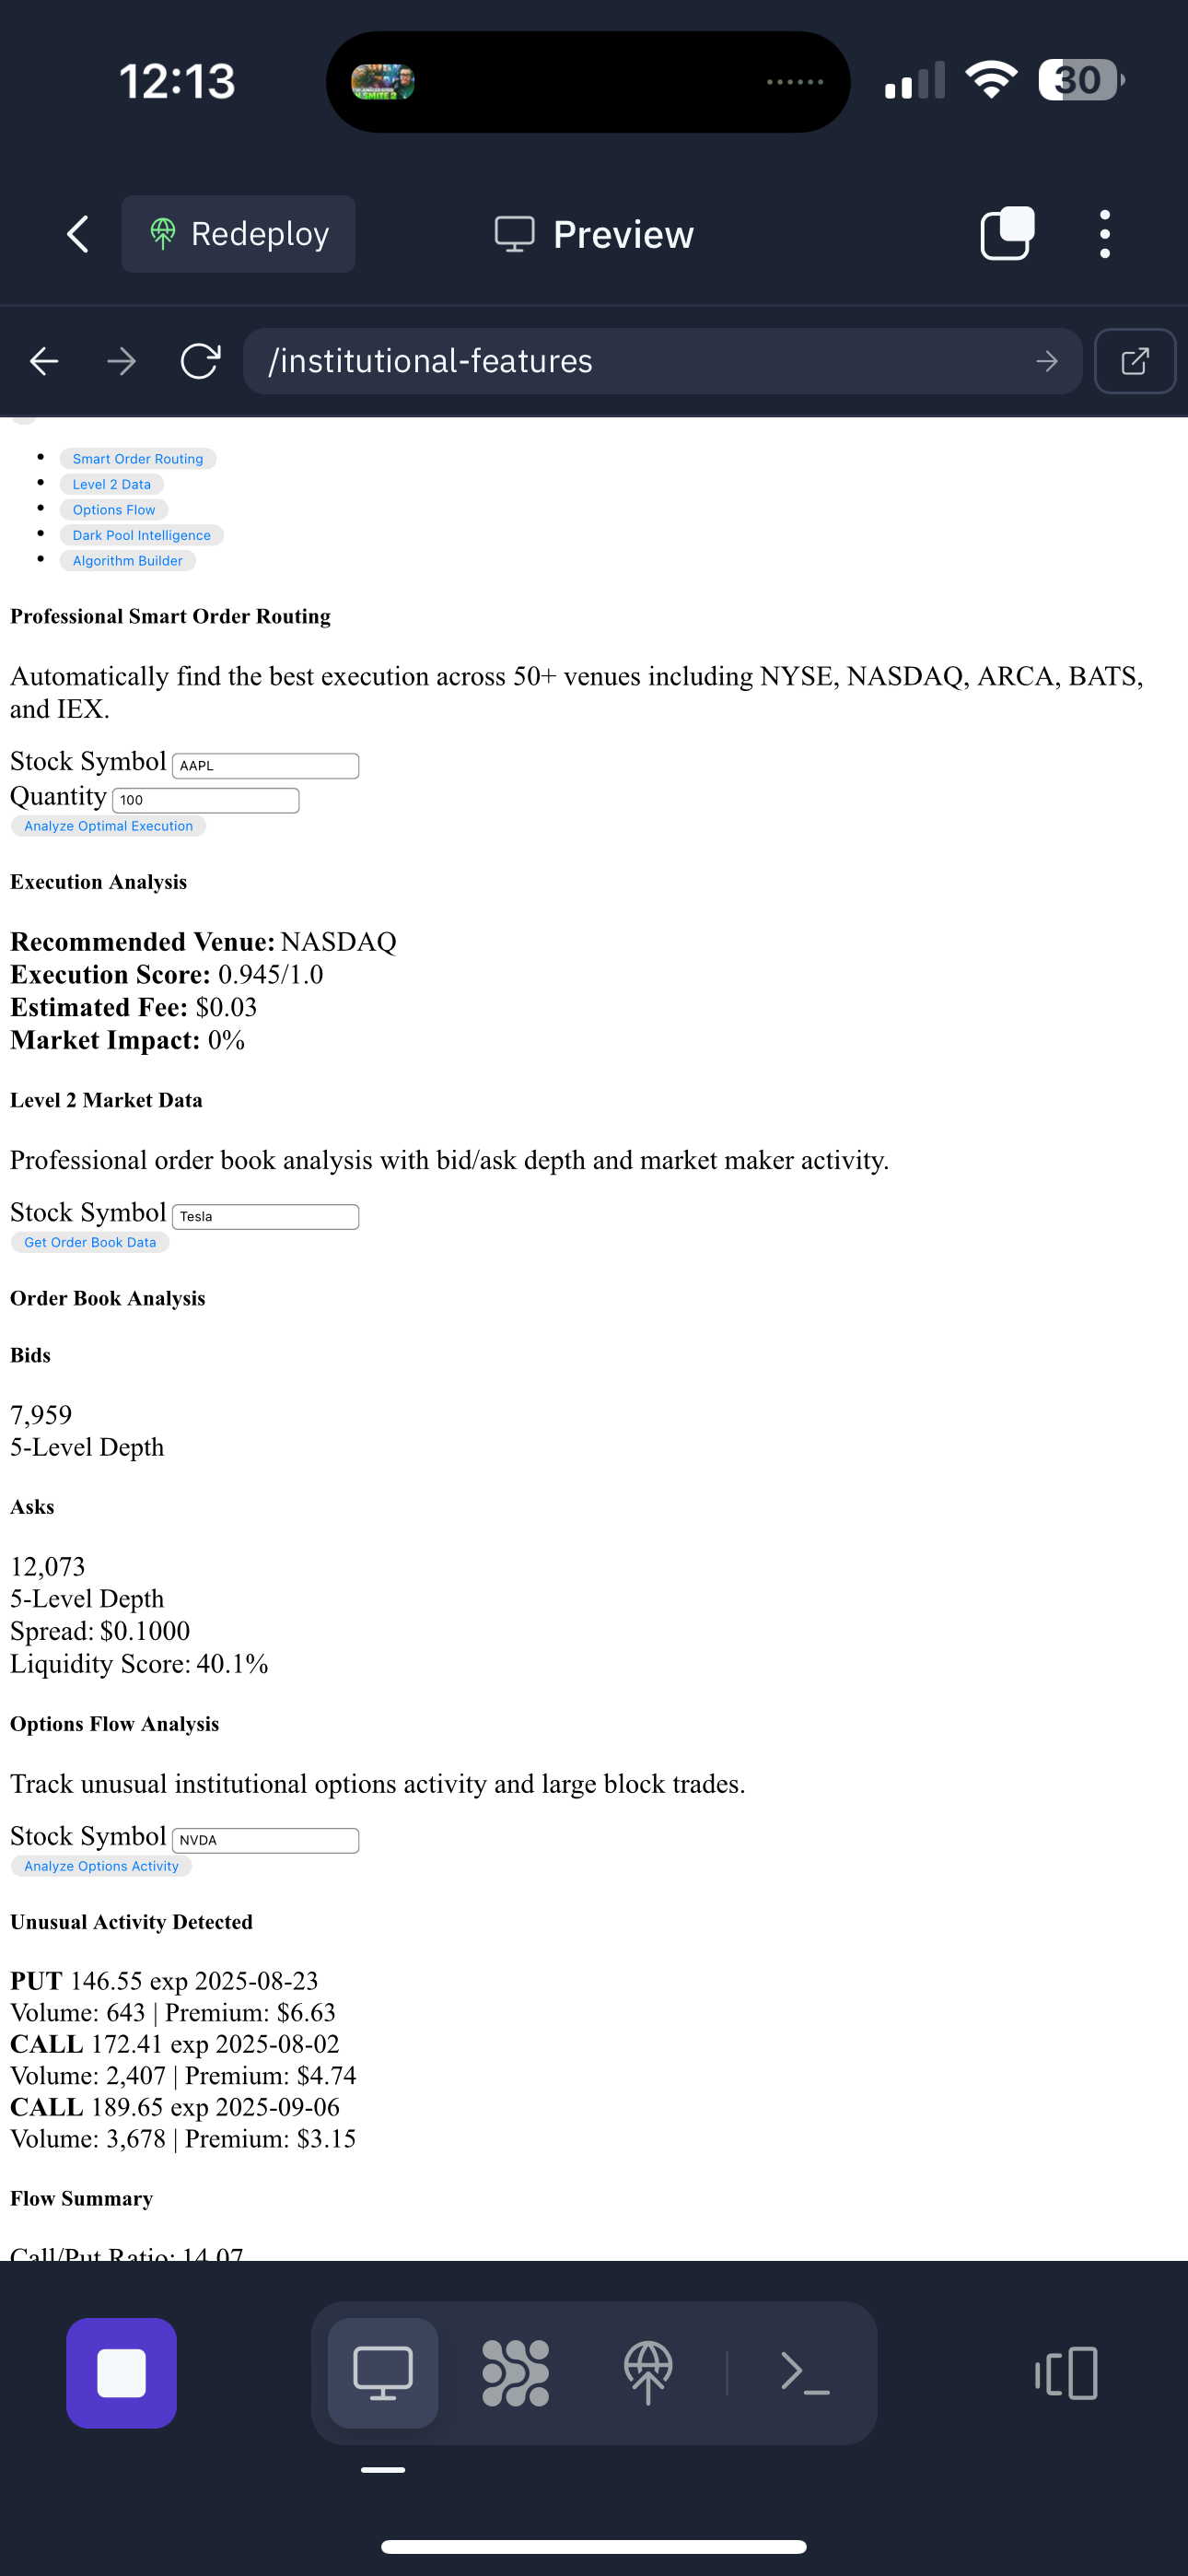 12:13
SMITE 2
30
Redeploy
Preview
/institutional-features
Smart Order Routing
Level 2 Data
Options Flow
Dark Pool Intelligence
Algorithm Builder
Professional Smart Order Routing
Automatically find the best execution across 50+ venues including NYSE, NASDAQ, ARCA, BATS,
and IEX.
Stock Symbol AAPL
Quantity 100
Analyze Optimal Execution
Execution Analysis
Recommended Venue: NASDAQ
Execution Score: 0.945/1.0
Estimated Fee: $0.03
Market Impact: 0%
Level 2 Market Data
Professional order book analysis with bid/ask depth and market maker activity.
Stock Symbol Tesla
Get Order Book Data
Order Book Analysis
Bids
7,959
5-Level Depth
Asks
12,073
5-Level Depth
Spread: $0.1000
Liquidity Score: 40.1%
Options Flow Analysis
Track unusual institutional options activity and large block trades.
Stock Symbol NVDA
Analyze Options Activity
Unusual Activity Detected
PUT 146.55 exp 2025-08-23
Volume: 643 | Premium: $6.63
CALL 172.41 exp 2025-08-02
Volume: 2,407 | Premium: $4.74
CALL 189.65 exp 2025-09-06
Volume: 3,678 | Premium: $3.15
Flow Summary
Call/Put Ratio: 14.07